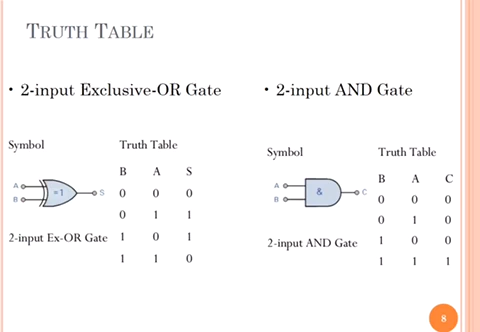 TRUTH TABLE
• 2-input Exclusive-OR Gate
Symbol
Truth Table
B A S
0 0 0
0 1 1
1 0 1
1 1 0
A
B
=1
S
2-input Ex-OR Gate
• 2-input AND Gate
Symbol
Truth Table
B A C
0 0 0
0 1 0
1 0 0
1 1 1
A
B
&
C
2-input AND Gate
8